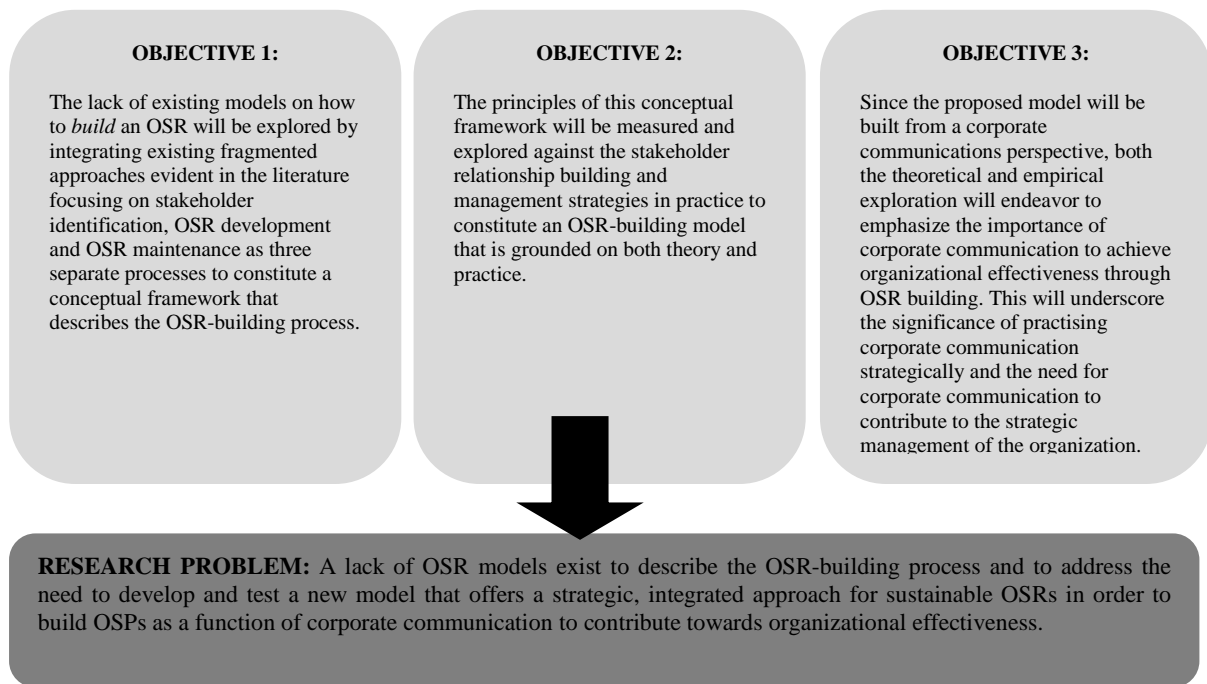 OBJECTIVE 1:
The lack of existing models on how
to build an OSR will be explored by
integrating existing fragmented
approaches evident in the literature
focusing on stakeholder
identification, OSR development
and OSR maintenance as three
separate processes to constitute a
conceptual framework that
describes the OSR-building process.
OBJECTIVE 2:
The principles of this conceptual
framework will be measured and
explored against the stakeholder
relationship building and
management strategies in practice to
constitute an OSR-building model
that is grounded on both theory and
practice.
OBJECTIVE 3:
Since the proposed model will be
built from a corporate
communications perspective, both
the theoretical and empirical
exploration will endeavor to
emphasize the importance of
corporate communication to achieve
organizational effectiveness through
OSR building. This will underscore
the significance of practising
corporate communication
strategically and the need for
corporate communication to
contribute to the strategic
management of the organization.
RESEARCH PROBLEM: A lack of OSR models exist to describe the OSR-building process and to address the
need to develop and test a new model that offers a strategic, integrated approach for sustainable OSRs in order to
build OSPs as a function of corporate communication to contribute towards organizational effectiveness.